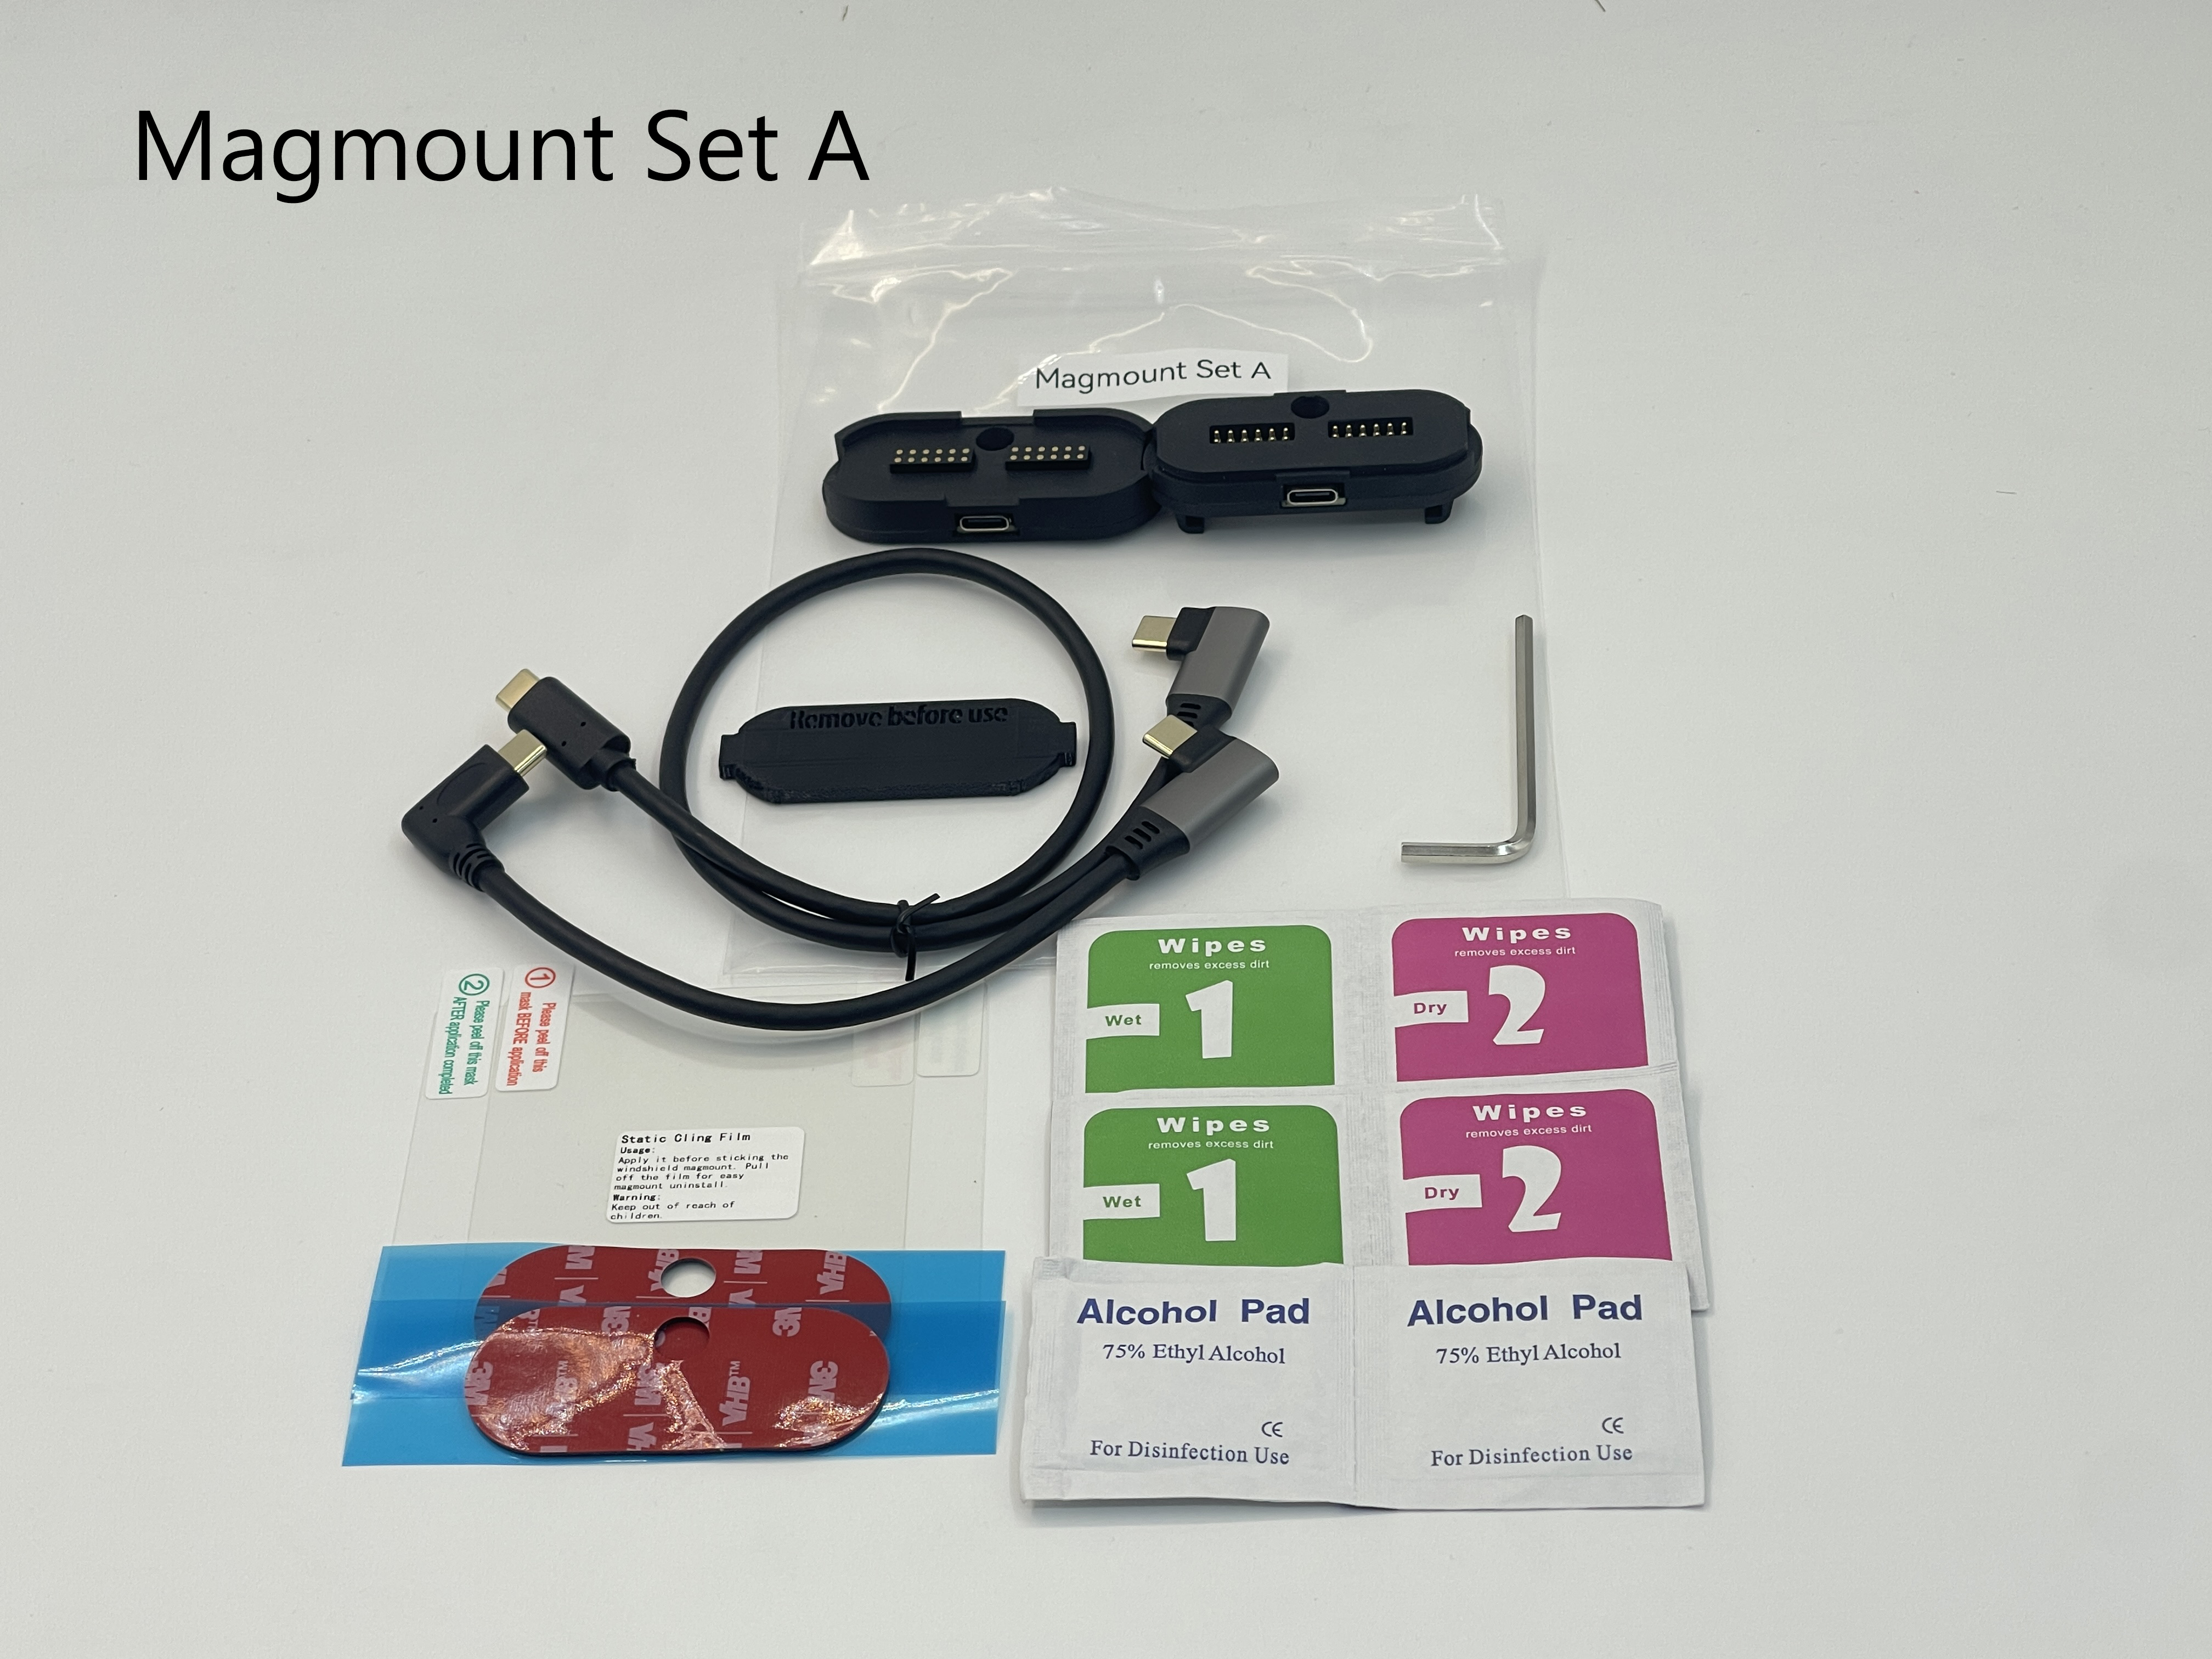 Magmount Set A
Magmount Set A
Remove before use
② Please peel off this mask
AFTER application completed
① Please peel off this
mask BEFORE application
Wipes
removes excess dirt
Wet
1
Wipes
removes excess dirt
Dry
2
Wipes
removes excess dirt
Wet
1
Wipes
removes excess dirt
Dry
2
Static Cling Film
Usage:
Apply it before sticking the
windshield magmount. Pull
off the film for easy
magmount uninstall.
Warning:
Keep out of reach of
children.
3M
VHB™
3M
Alcohol Pad
75% Ethyl Alcohol
CE
For Disinfection Use
Alcohol Pad
75% Ethyl Alcohol
CE
For Disinfection Use